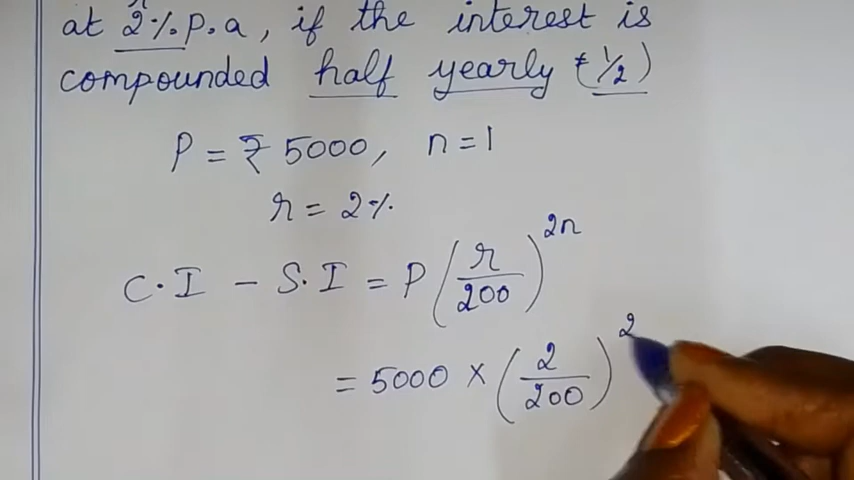 at 2%.p.a, if the interest is
compounded half yearly (1/2)
P = ₹ 5000, n = 1
r = 2%
C.I - S.I = P (r/200)^2n
= 5000 × (2/200)^2